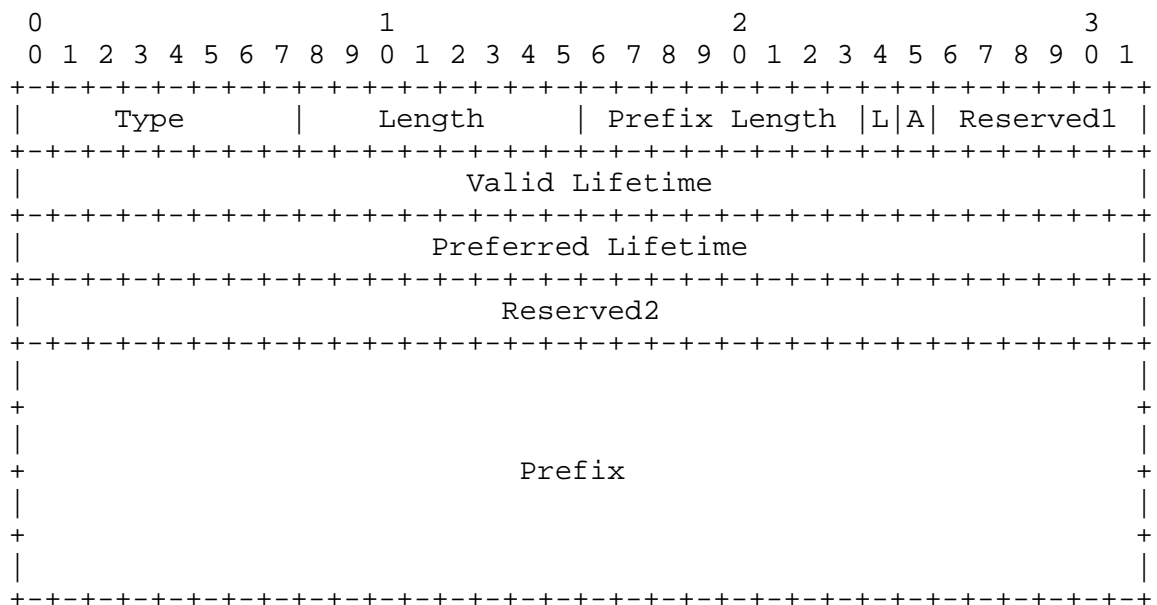 0                   1                   2                   3
 0 1 2 3 4 5 6 7 8 9 0 1 2 3 4 5 6 7 8 9 0 1 2 3 4 5 6 7 8 9 0 1
+-+-+-+-+-+-+-+-+-+-+-+-+-+-+-+-+-+-+-+-+-+-+-+-+-+-+-+-+-+-+-+-+
|     Type      |    Length     | Prefix Length |L|A| Reserved1 |
+-+-+-+-+-+-+-+-+-+-+-+-+-+-+-+-+-+-+-+-+-+-+-+-+-+-+-+-+-+-+-+-+
|                         Valid Lifetime                        |
+-+-+-+-+-+-+-+-+-+-+-+-+-+-+-+-+-+-+-+-+-+-+-+-+-+-+-+-+-+-+-+-+
|                       Preferred Lifetime                      |
+-+-+-+-+-+-+-+-+-+-+-+-+-+-+-+-+-+-+-+-+-+-+-+-+-+-+-+-+-+-+-+-+
|                           Reserved2                           |
+-+-+-+-+-+-+-+-+-+-+-+-+-+-+-+-+-+-+-+-+-+-+-+-+-+-+-+-+-+-+-+-+
|                                                               |
+                                                               +
|                                                               |
+                            Prefix                             +
|                                                               |
+                                                               +
|                                                               |
+-+-+-+-+-+-+-+-+-+-+-+-+-+-+-+-+-+-+-+-+-+-+-+-+-+-+-+-+-+-+-+-+